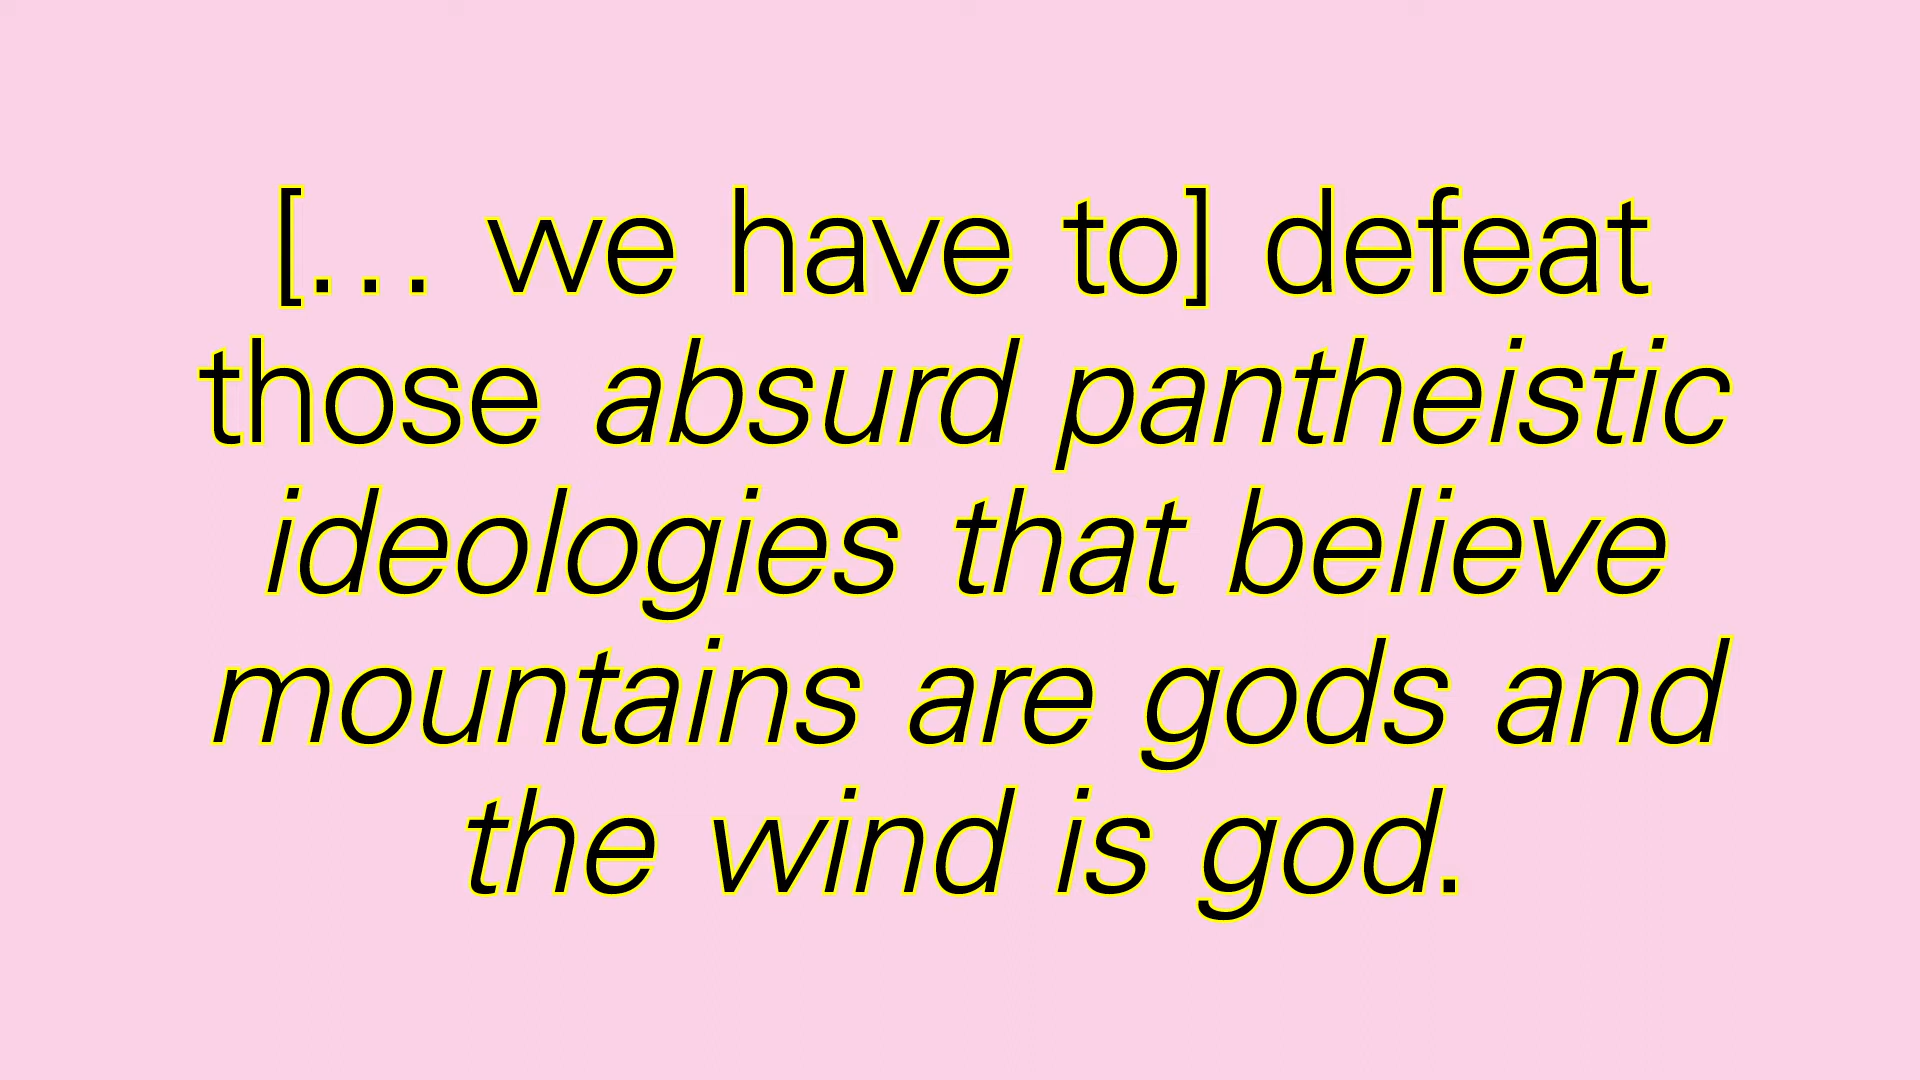 [… we have to] defeat
those absurd pantheistic
ideologies that believe
mountains are gods and
the wind is god.